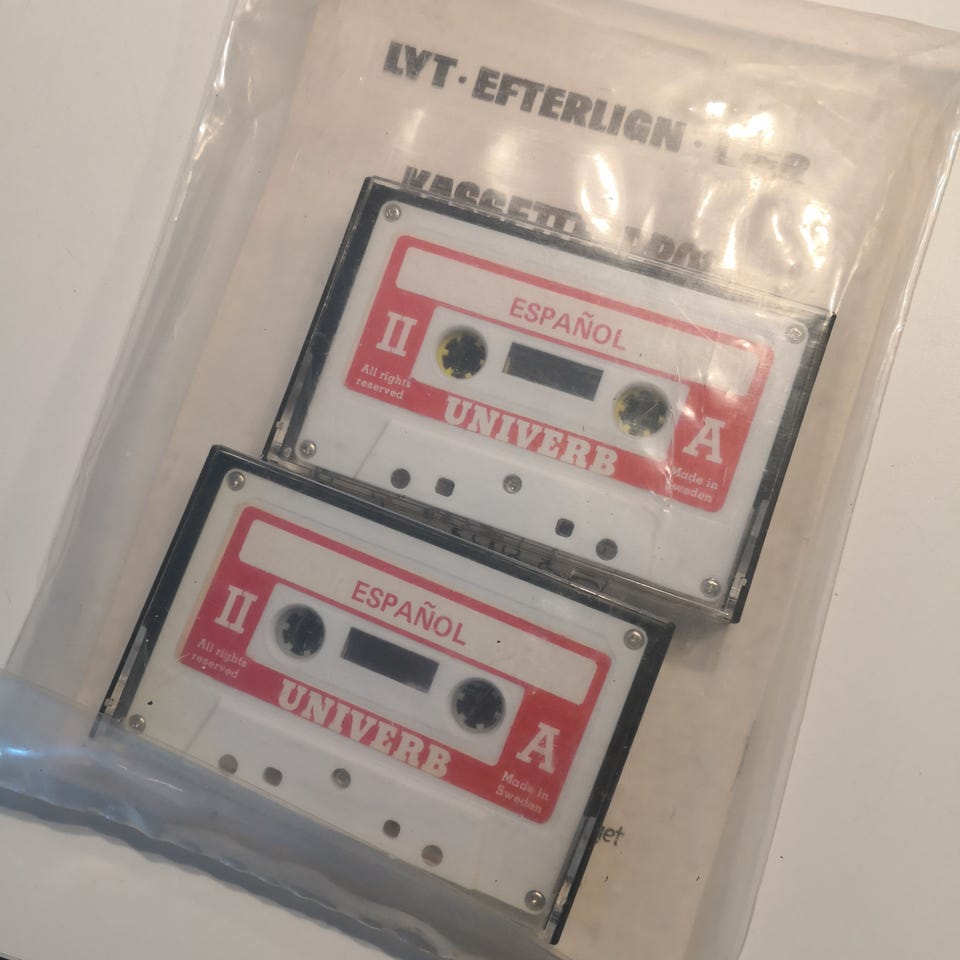 LYT · EFTERLIGN ·
ESPAÑOL
II
All rights
reserved
UNIVERB
A
Made in
Sweden
ESPAÑOL
II
All rights
reserved
UNIVERB
A
Made in
Sweden